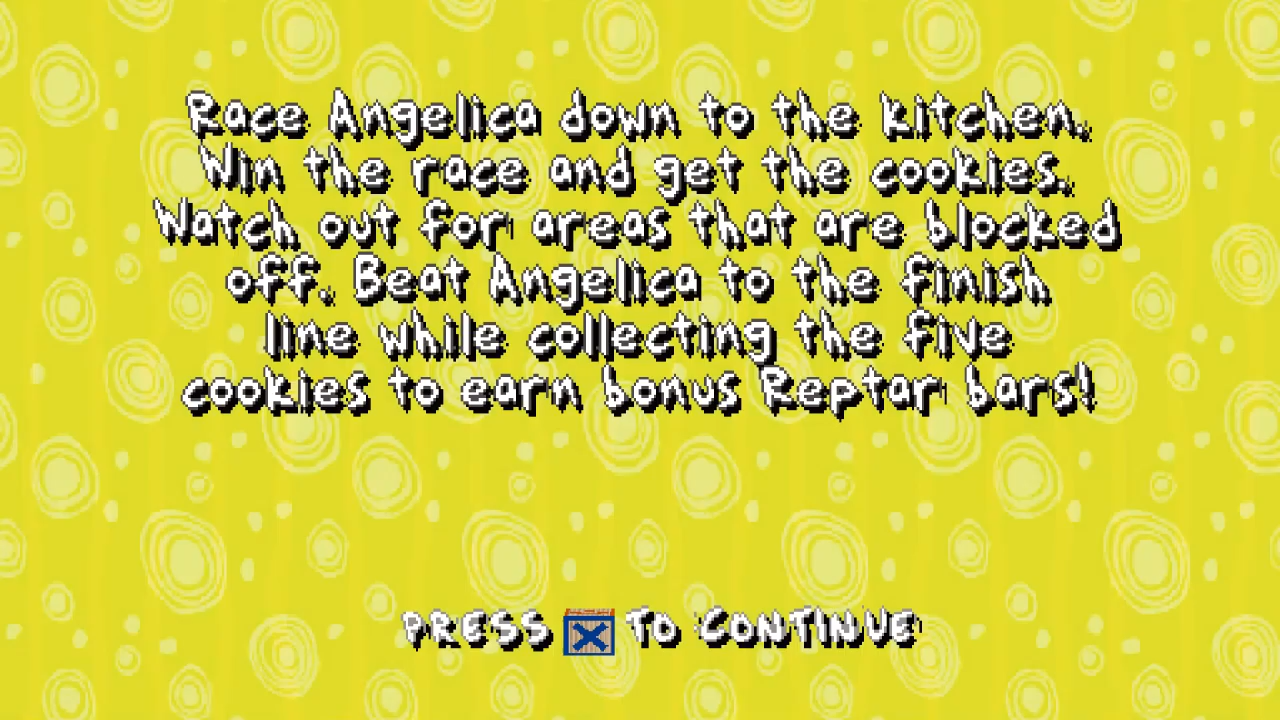 Race Angelica down to the kitchen.
Win the race and get the cookies.
Watch out for areas that are blocked
off. Beat Angelica to the finish
line while collecting the five
cookies to earn bonus Reptar bars!
PRESS X TO CONTINUE